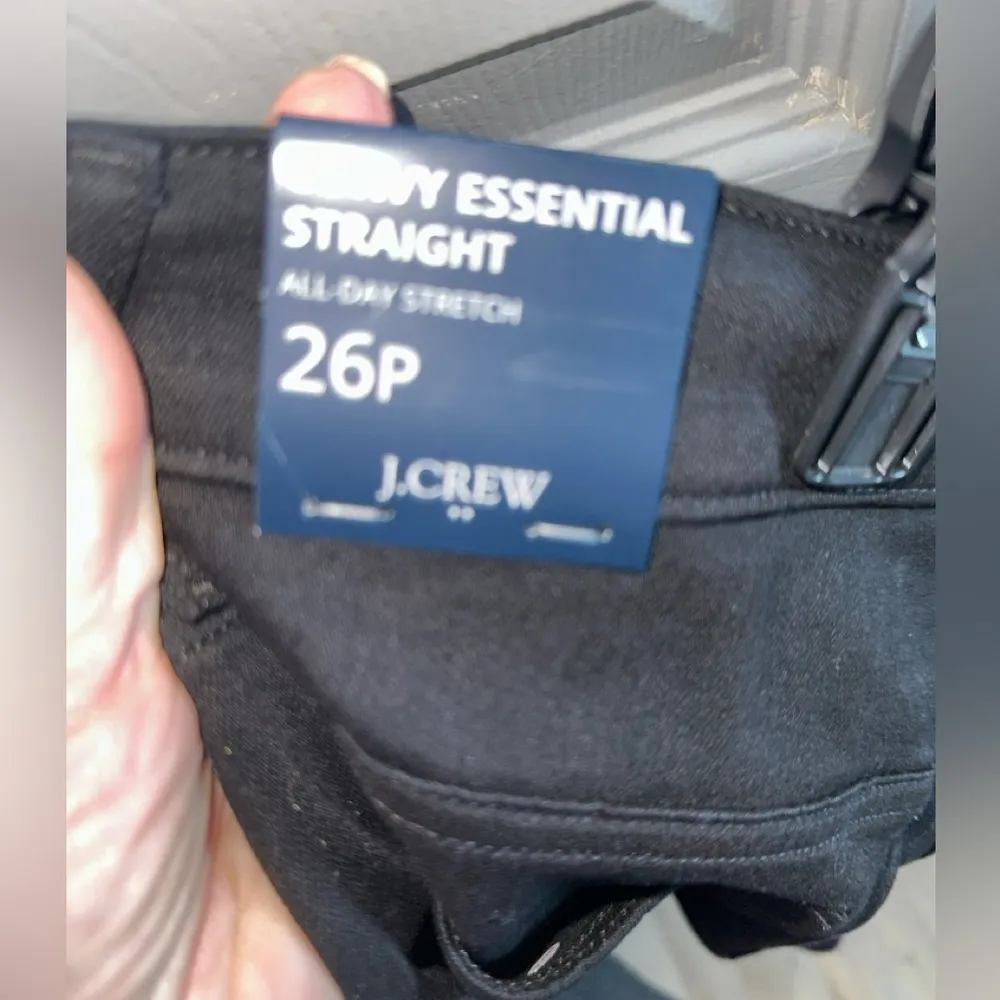 ESSENTIAL
STRAIGHT
ALL-DAY STRETCH
26P
J.CREW